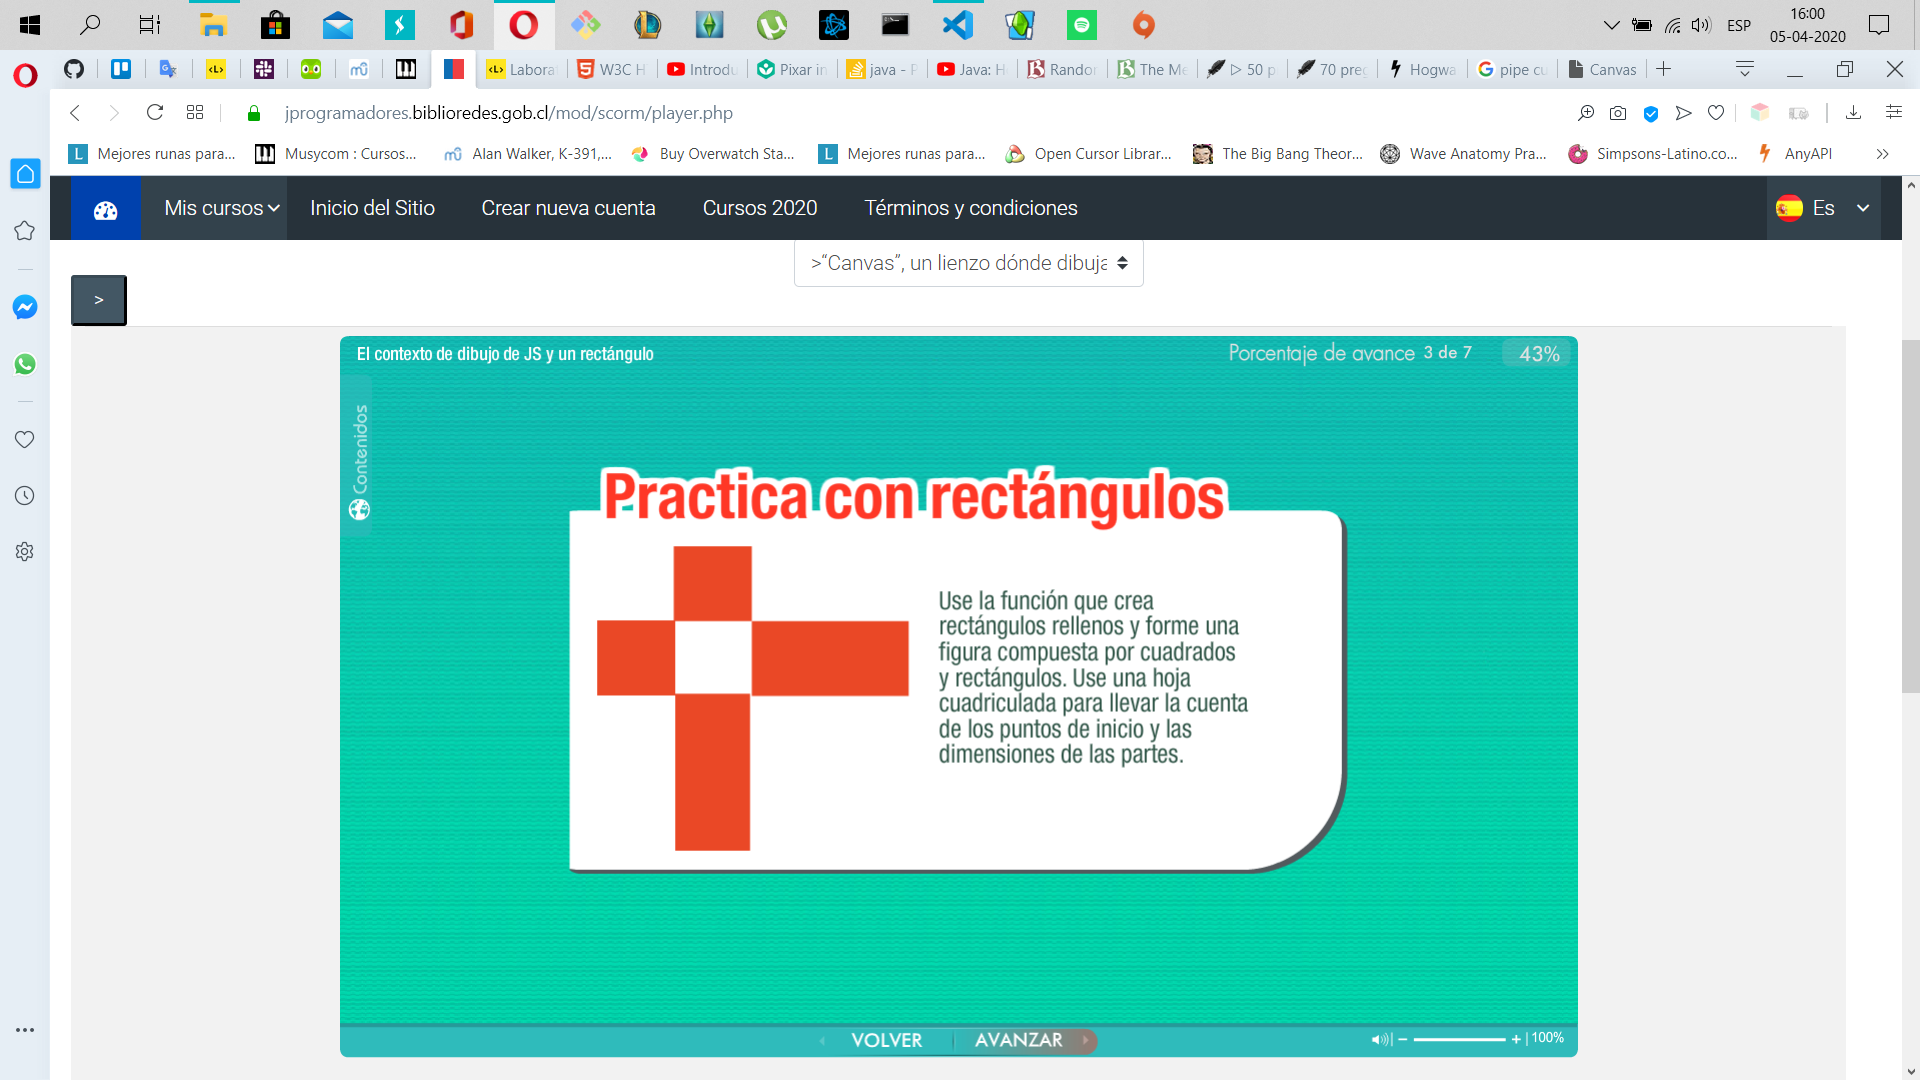 ESP
16:00
05-04-2020
Labora
W3C H
Introdu
Pixar in
java - P
Java: H
Randor
The Me
▷ 50 p
70 preg
Hogwa
pipe cu
Canvas
jprogramadores.biblioredes.gob.cl/mod/scorm/player.php
Mejores runas para...
Musycom : Cursos...
Alan Walker, K-391,...
Buy Overwatch Sta...
Mejores runas para...
Open Cursor Librar...
The Big Bang Theor...
Wave Anatomy Pra...
Simpsons-Latino.co...
AnyAPI
Mis cursos
Inicio del Sitio
Crear nueva cuenta
Cursos 2020
Términos y condiciones
Es
>“Canvas”, un lienzo dónde dibuja
>
El contexto de dibujo de JS y un rectángulo
Porcentaje de avance 3 de 7
43%
Contenidos
Practica con rectángulos
Use la función que crea
rectángulos rellenos y forme una
figura compuesta por cuadrados
y rectángulos. Use una hoja
cuadriculada para llevar la cuenta
de los puntos de inicio y las
dimensiones de las partes.
VOLVER
AVANZAR
100%